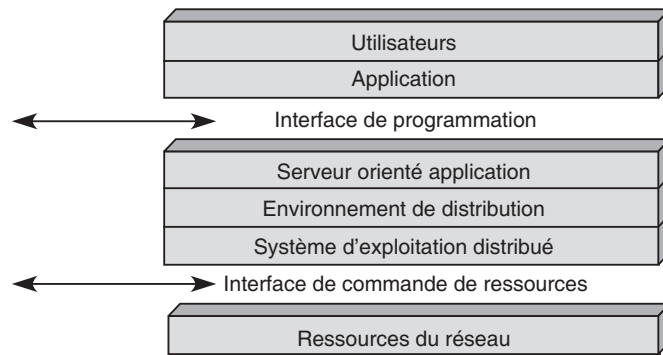 Utilisateurs
Application
Interface de programmation
Serveur orienté application
Environnement de distribution
Système d'exploitation distribué
Interface de commande de ressources
Ressources du réseau